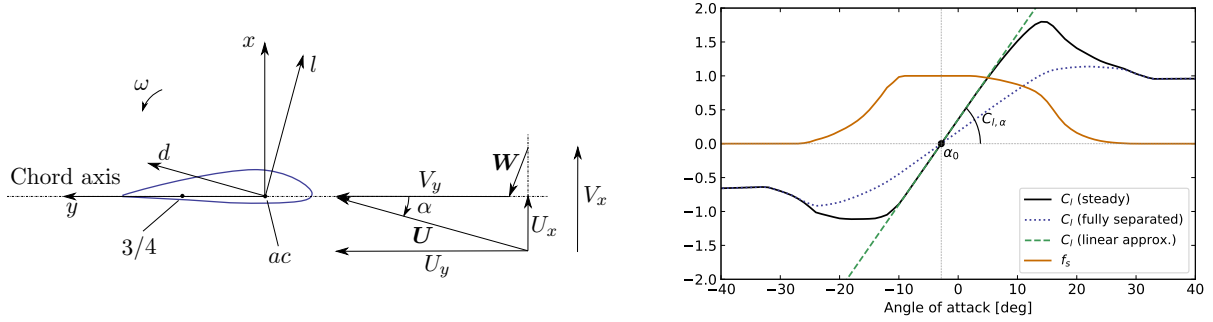 x
l
ω
d
Chord axis
y
3/4
ac
V_y
W
α
U
U_x
U_y
V_x
2.0
1.5
1.0
0.5
0.0
−0.5
−1.0
−1.5
−2.0
C_{l,α}
α_0
C_l (steady)
C_l (fully separated)
C_l (linear approx.)
f_s
−40 −30 −20 −10 0 10 20 30 40
Angle of attack [deg]